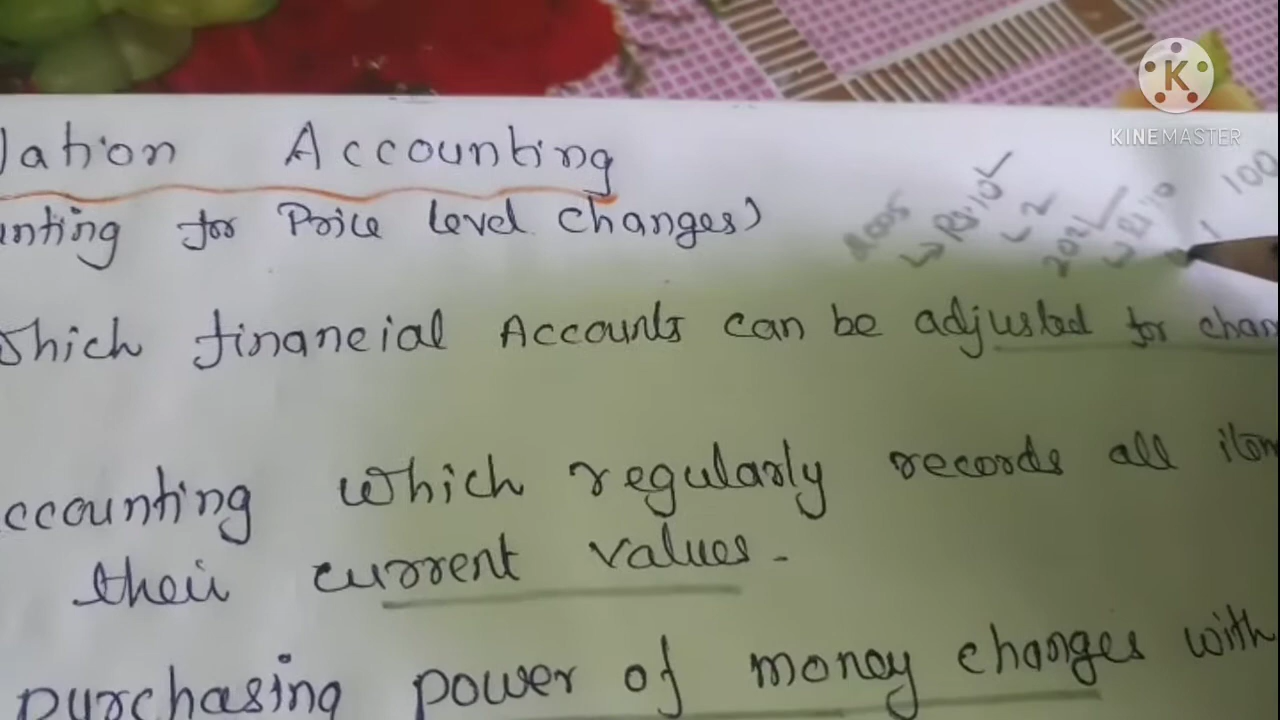 lation Accounting
unting for Price level changes)
2005 → Rs.10
2
2021 → Rs.10
1
100
which financial Accounts can be adjusted for chan
ccounting which regularly records all item
their current values.
purchasing power of money changes with
K
KINEMASTER